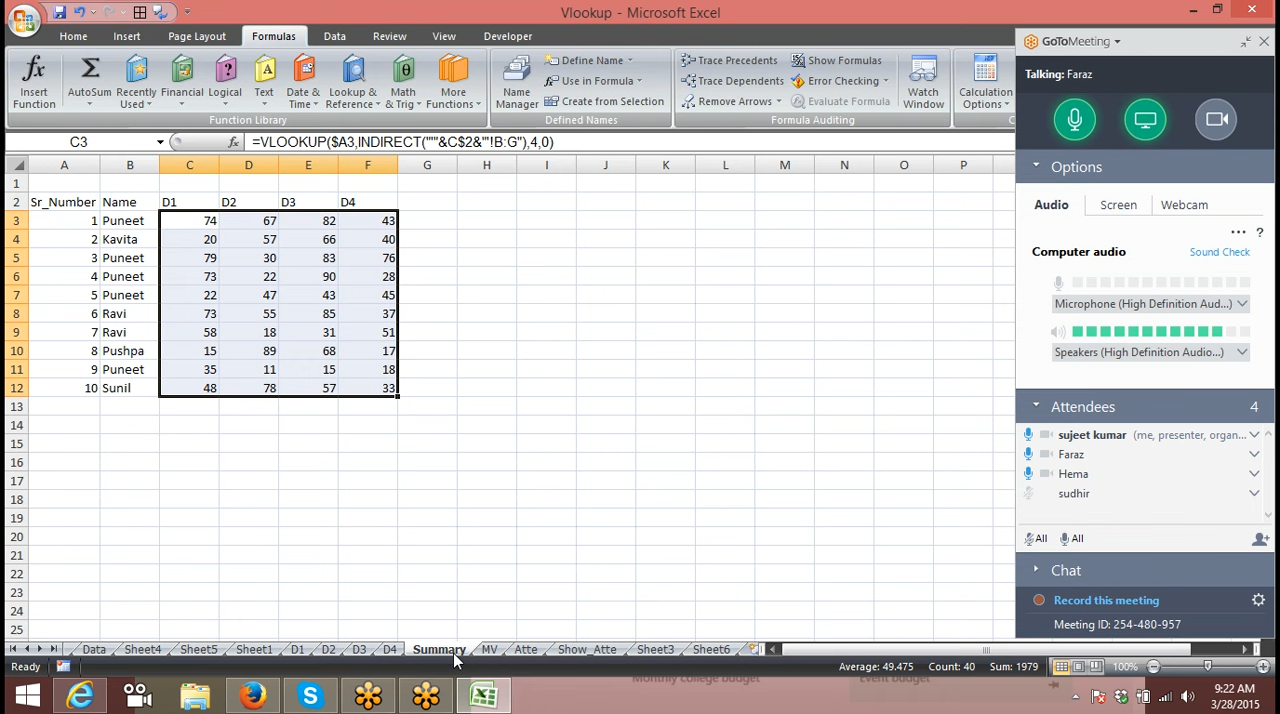 Vlookup - Microsoft Excel
Home Insert Page Layout Formulas Data Review View Developer
GoToMeeting
Talking: Faraz
fx Insert Function
Σ AutoSum
Recently Used
Financial
Logical
Text
Date & Time
Lookup & Reference
Math & Trig
More Functions
Function Library
Name Manager
Define Name
Use in Formula
Create from Selection
Defined Names
Trace Precedents
Trace Dependents
Remove Arrows
Show Formulas
Error Checking
Evaluate Formula
Formula Auditing
Watch Window
Calculation Options
C3 fx =VLOOKUP($A3,INDIRECT("'"&C$2&"'!B:G"),4,0)
A B C D E F G H I J K L M N O P
1
2 Sr_Number Name D1 D2 D3 D4
3 1 Puneet 74 67 82 43
4 2 Kavita 20 57 66 40
5 3 Puneet 79 30 83 76
6 4 Puneet 73 22 90 28
7 5 Puneet 22 47 43 45
8 6 Ravi 73 55 85 37
9 7 Ravi 58 18 31 51
10 8 Pushpa 15 89 68 17
11 9 Puneet 35 11 15 18
12 10 Sunil 48 78 57 33
13
14
15
16
17
18
19
20
21
22
23
24
25
Options
Audio Screen Webcam
... ?
Computer audio Sound Check
Microphone (High Definition Aud...)
Speakers (High Definition Audio...)
Attendees 4
sujeet kumar (me, presenter, organ...
Faraz
Hema
sudhir
All All
Chat
Record this meeting
Meeting ID: 254-480-957
Data Sheet4 Sheet5 Sheet1 D1 D2 D3 D4 Summary MV Atte Show_Atte Sheet3 Sheet6
Ready Average: 49.475 Count: 40 Sum: 1979 100%
Monthly college budget Event budget
9:22 AM
3/28/2015